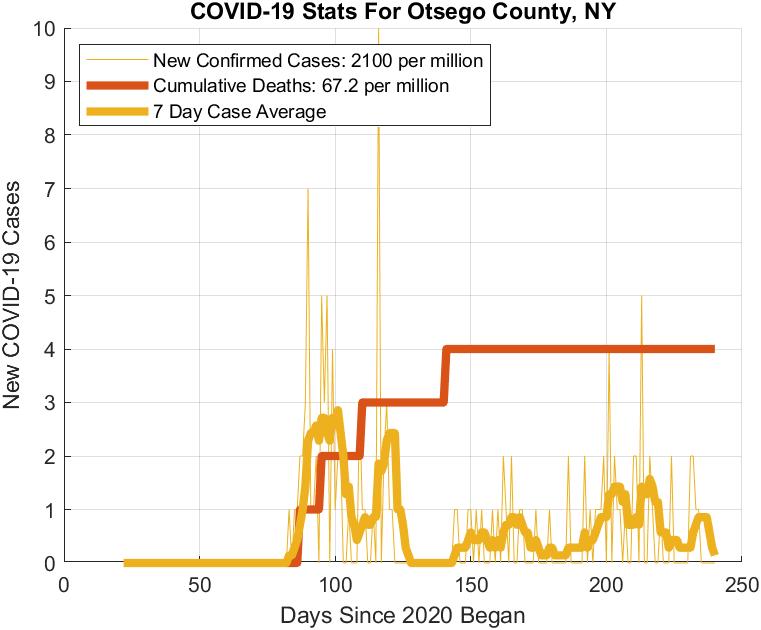 COVID-19 Stats For Otsego County, NY
New Confirmed Cases: 2100 per million
Cumulative Deaths: 67.2 per million
7 Day Case Average
New COVID-19 Cases
10
9
8
7
6
5
4
3
2
1
0
0 50 100 150 200 250
Days Since 2020 Began